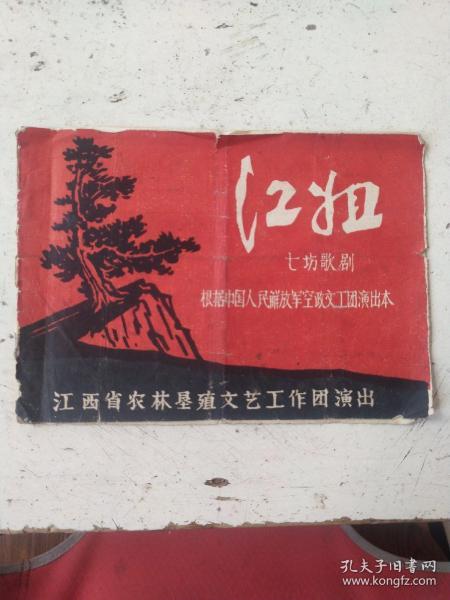 江姐
七坊歌剧
根据中国人民解放军空政文工团演出本
江西省农林垦殖文艺工作团演出
孔夫子旧书网
www.kongfz.com